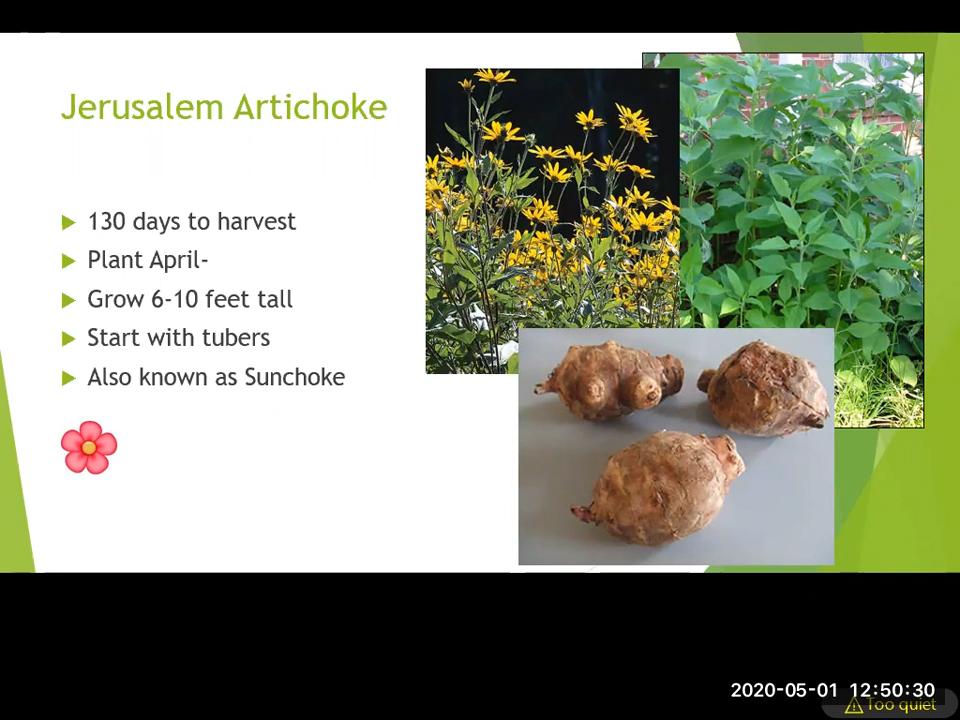 Jerusalem Artichoke
130 days to harvest
Plant April-
Grow 6-10 feet tall
Start with tubers
Also known as Sunchoke
2020-05-01 12:50:30
Too quiet